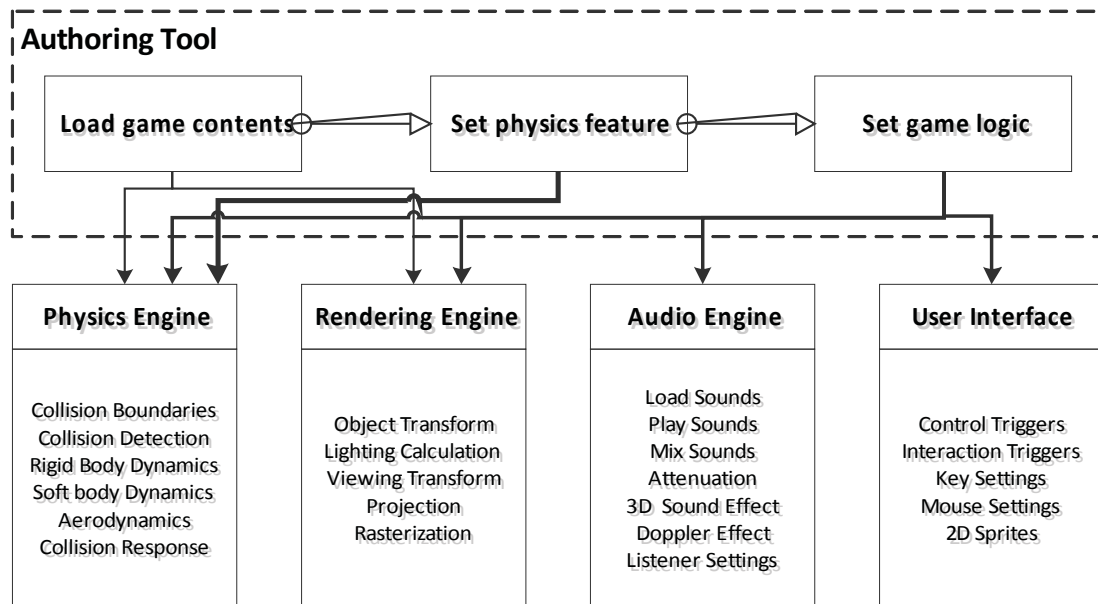 Authoring Tool
Load game contents
Set physics feature
Set game logic
Physics Engine
Collision Boundaries
Collision Detection
Rigid Body Dynamics
Soft body Dynamics
Aerodynamics
Collision Response
Rendering Engine
Object Transform
Lighting Calculation
Viewing Transform
Projection
Rasterization
Audio Engine
Load Sounds
Play Sounds
Mix Sounds
Attenuation
3D Sound Effect
Doppler Effect
Listener Settings
User Interface
Control Triggers
Interaction Triggers
Key Settings
Mouse Settings
2D Sprites